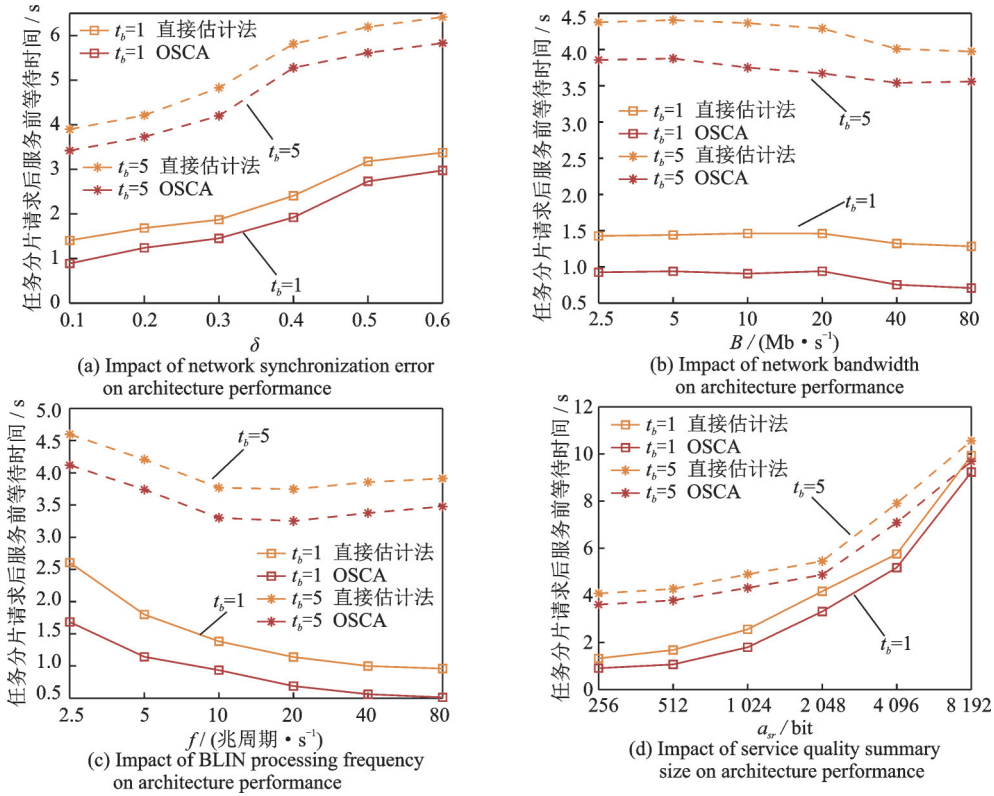 任务分片请求后服务前等待时间 / s
6
5
4
3
2
1
0
t_b=1 直接估计法
t_b=1 OSCA
t_b=5
t_b=5 直接估计法
t_b=5 OSCA
t_b=1
0.1 0.2 0.3 0.4 0.5 0.6
δ
(a) Impact of network synchronization error
on architecture performance
任务分片请求后服务前等待时间 / s
4.5
4.0
3.5
3.0
2.5
2.0
1.5
1.0
0.5
4.5
4.0
t_b=5
t_b=1 直接估计法
t_b=1 OSCA
t_b=5 直接估计法
t_b=5 OSCA
t_b=1
2.5 5 10 20 40 80
B / (Mb·s⁻¹)
(b) Impact of network bandwidth
on architecture performance
任务分片请求后服务前等待时间 / s
5.0
4.5
4.0
3.5
3.0
2.5
2.0
1.5
1.0
0.5
t_b=5
t_b=1 直接估计法
t_b=1 OSCA
t_b=5 直接估计法
t_b=5 OSCA
t_b=1
2.5 5 10 20 40 80
f / (兆周期·s⁻¹)
(c) Impact of BLIN processing frequency
on architecture performance
任务分片请求后服务前等待时间 / s
12
10
8
6
4
2
0
t_b=1 直接估计法
t_b=1 OSCA
t_b=5 直接估计法
t_b=5 OSCA
t_b=5
t_b=1
256 512 1 024 2 048 4 096 8 192
a_sr / bit
(d) Impact of service quality summary
size on architecture performance